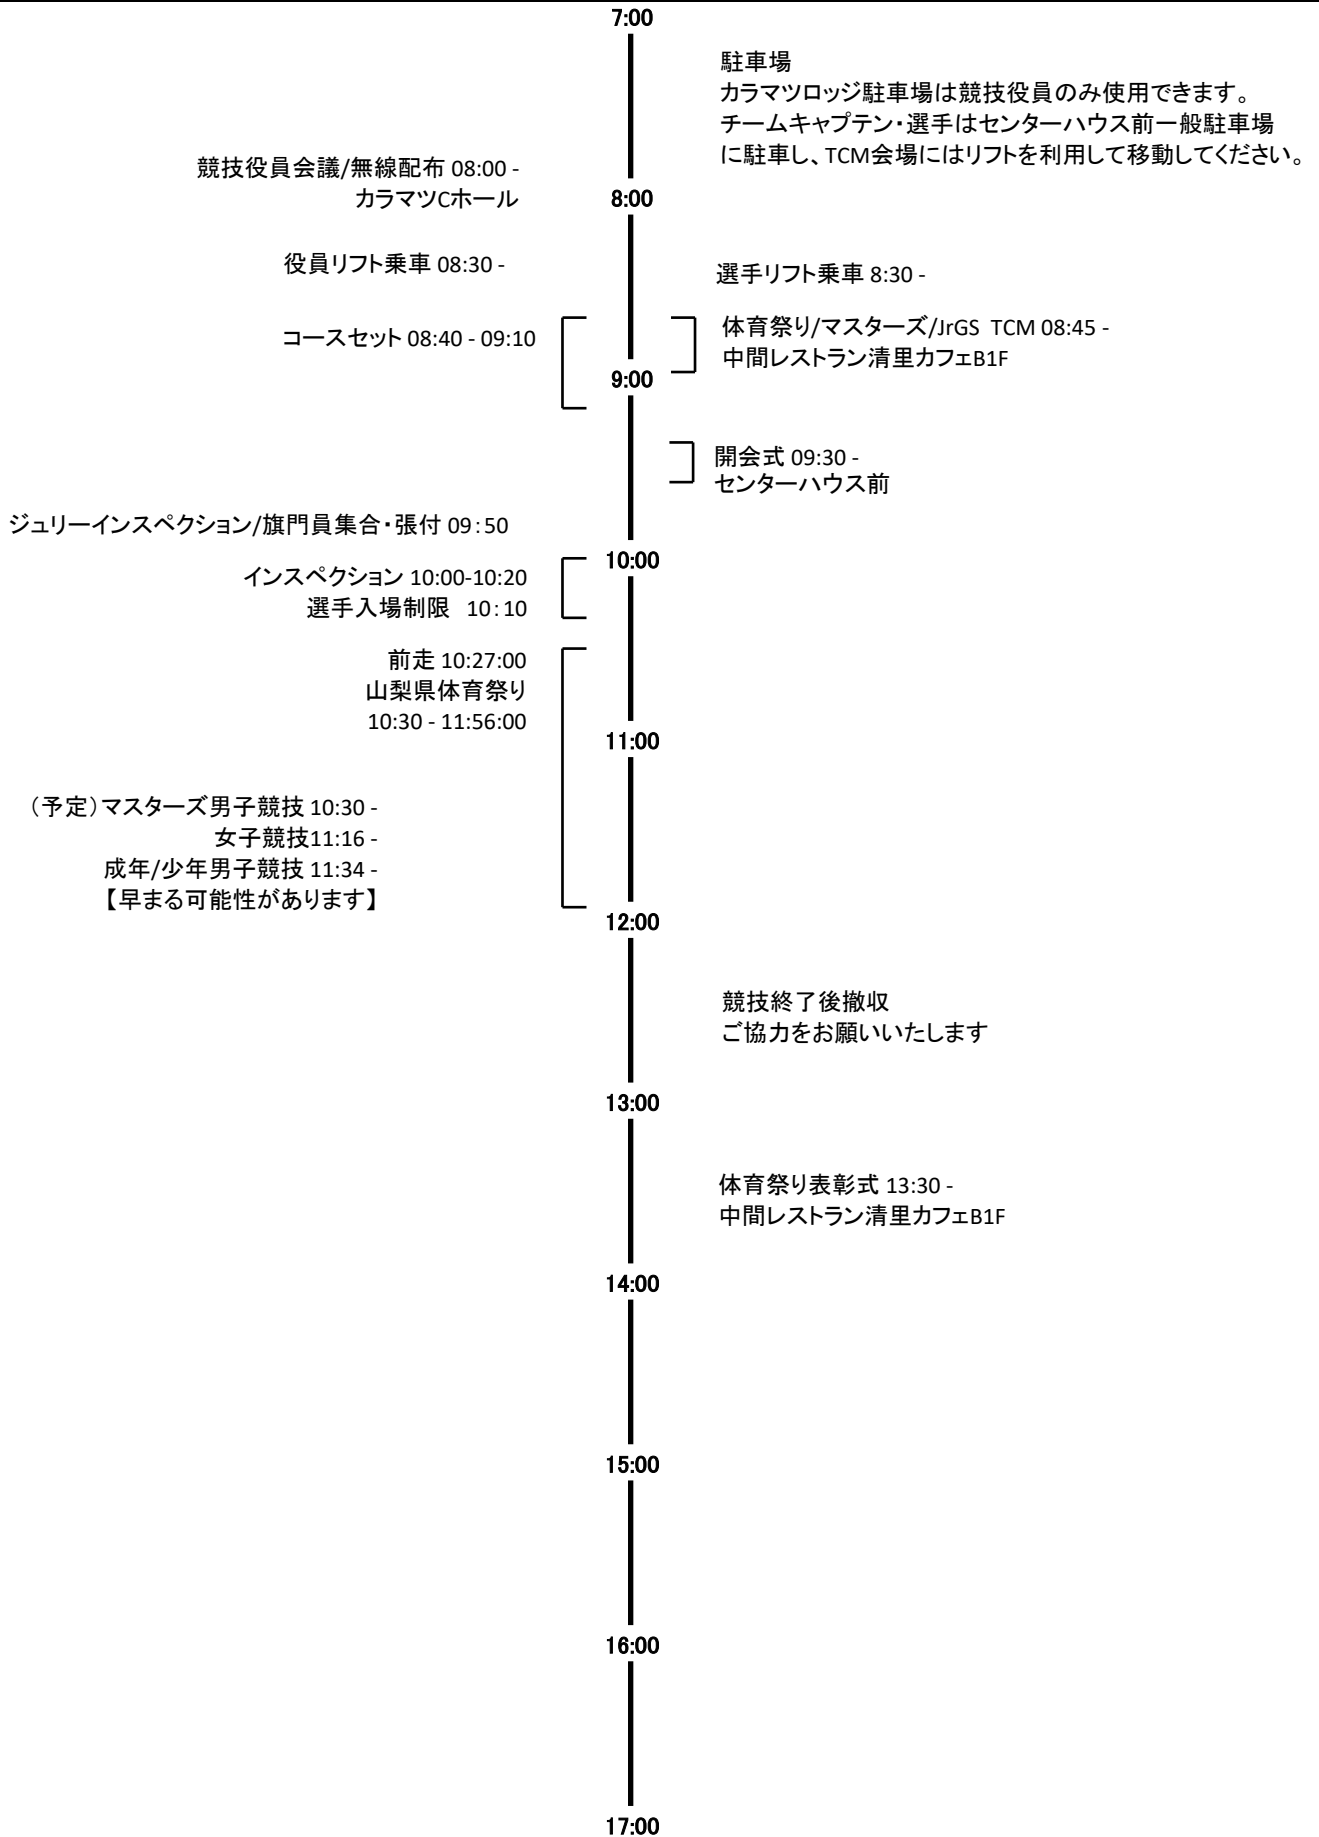 7:00
駐車場
カラマツロッジ駐車場は競技役員のみ使用できます。
チームキャプテン・選手はセンターハウス前一般駐車場
に駐車し、TCM会場にはリフトを利用して移動してください。
競技役員会議/無線配布 08:00 -
カラマツCホール
8:00
役員リフト乗車 08:30 -
選手リフト乗車 8:30 -
コースセット 08:40 - 09:10
体育祭り/マスターズ/JrGS TCM 08:45 -
中間レストラン清里カフェB1F
9:00
開会式 09:30 -
センターハウス前
ジュリーインスペクション/旗門員集合・張付 09:50
10:00
インスペクション 10:00-10:20
選手入場制限 10:10
前走 10:27:00
山梨県体育祭り
10:30 - 11:56:00
11:00
（予定）マスターズ男子競技 10:30 -
女子競技11:16 -
成年/少年男子競技 11:34 -
【早まる可能性があります】
12:00
競技終了後撤収
ご協力をお願いいたします
13:00
体育祭り表彰式 13:30 -
中間レストラン清里カフェB1F
14:00
15:00
16:00
17:00